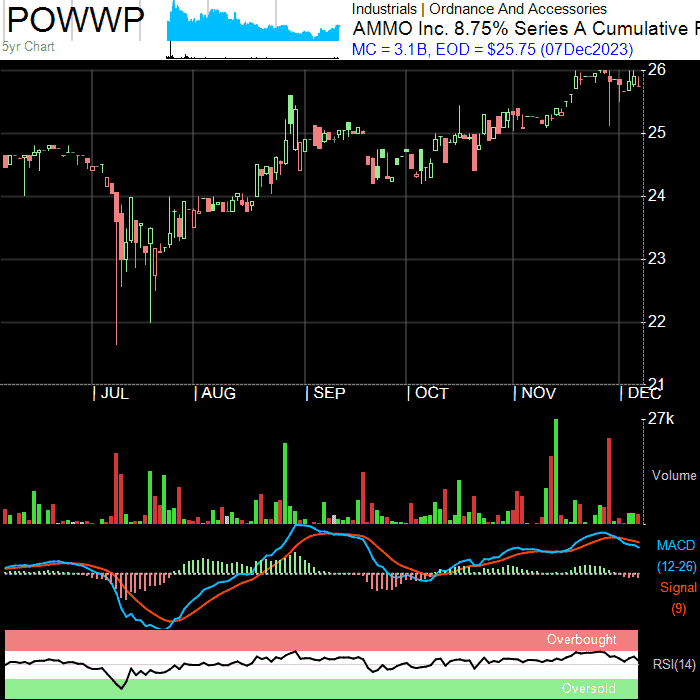 POWWP
5yr Chart
Industrials | Ordnance And Accessories
AMMO Inc. 8.75% Series A Cumulative
MC = 3.1B, EOD = $25.75 (07Dec2023)
26
25
24
23
22
21
| JUL | AUG | SEP | OCT | NOV | DEC
27k
Volume
MACD
(12-26)
Signal
(9)
Overbought
RSI(14)
Oversold